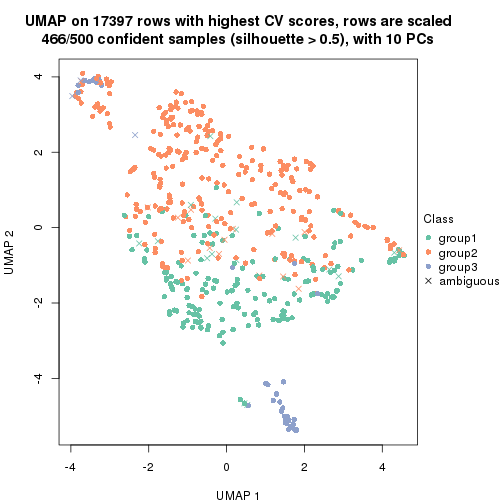 UMAP on 17397 rows with highest CV scores, rows are scaled
466/500 confident samples (silhouette > 0.5), with 10 PCs
4
2
0
-2
-4
UMAP 2
-4
-2
0
2
4
UMAP 1
Class
group1
group2
group3
ambiguous